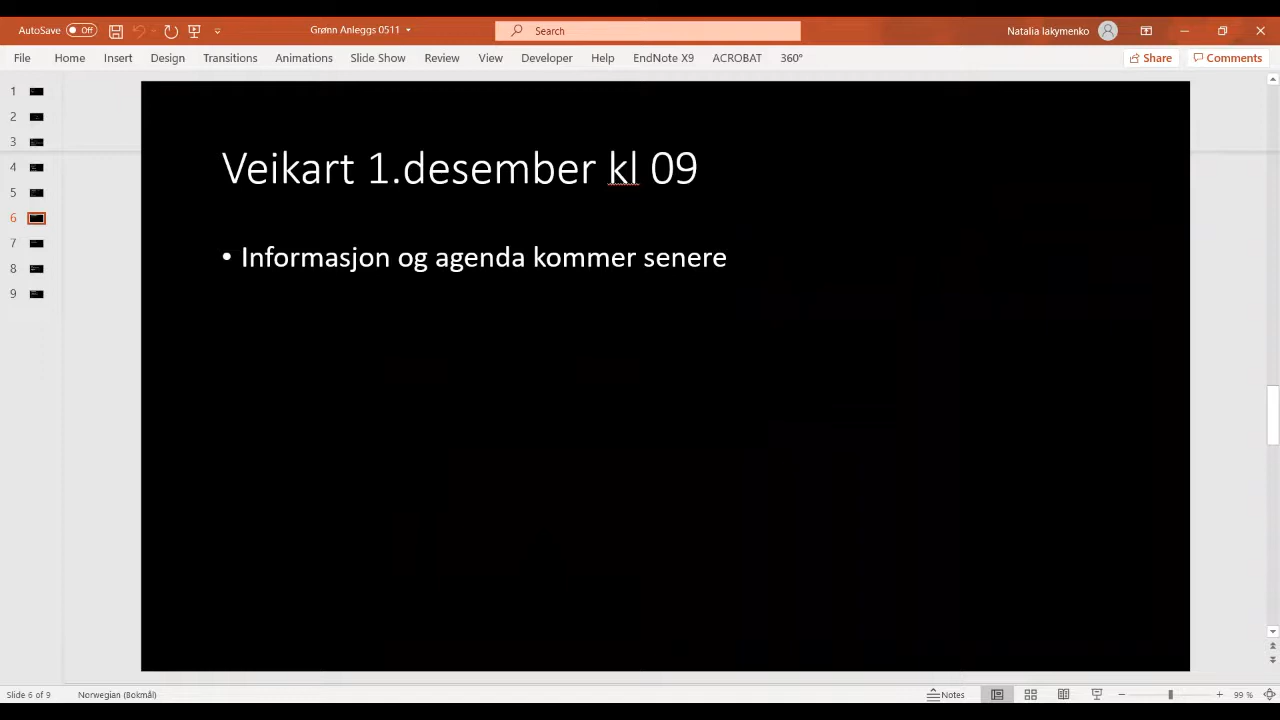 AutoSave Off
Grønn Anleggs 0511
Search
Natalia Iakymenko
File Home Insert Design Transitions Animations Slide Show Review View Developer Help EndNote X9 ACROBAT 360° Share Comments
1
2
3
4
5
6
7
8
9
Veikart 1.desember kl 09
• Informasjon og agenda kommer senere
Slide 6 of 9 Norwegian (Bokmål) Notes 99 %